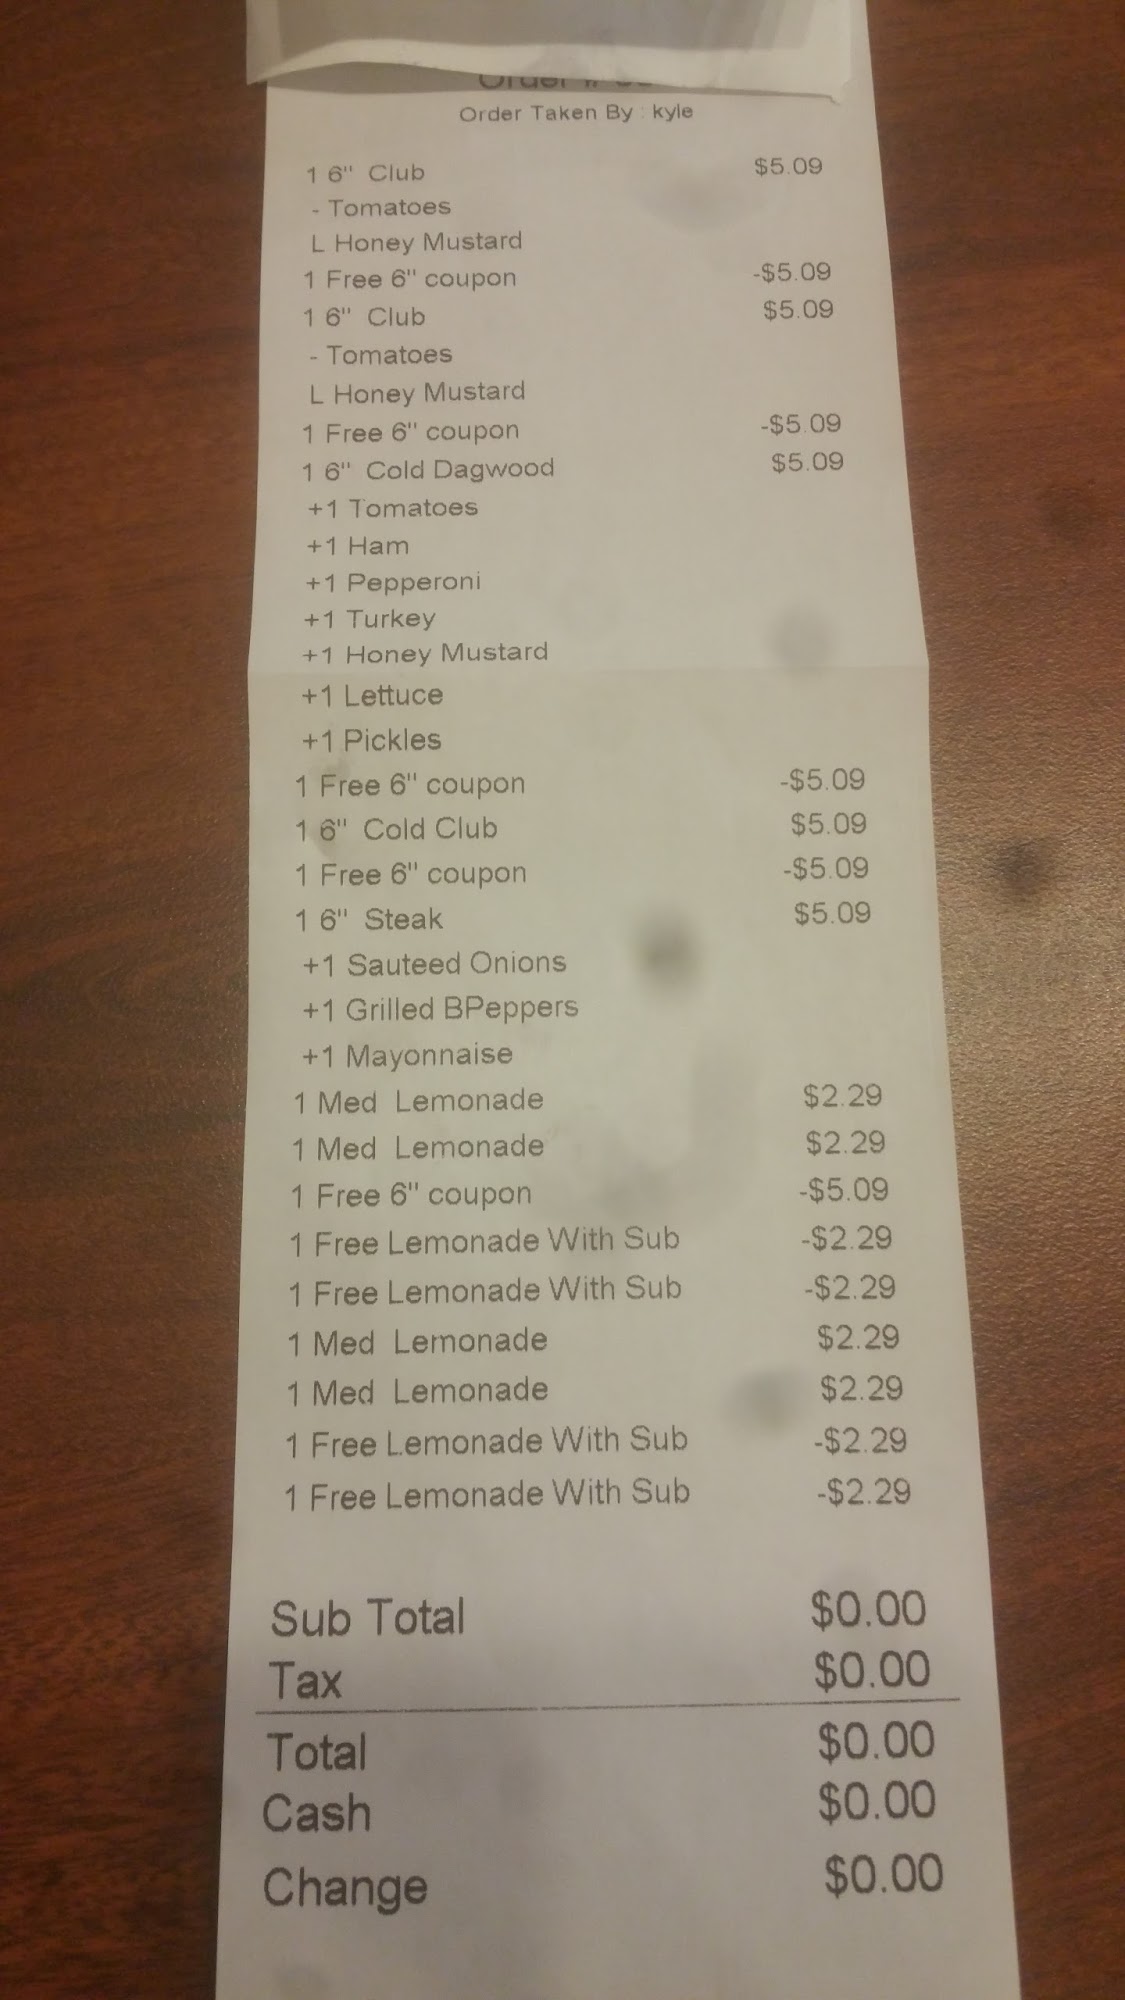 Order #
Order Taken By : kyle
1 6" Club $5.09
- Tomatoes
L Honey Mustard
1 Free 6" coupon -$5.09
1 6" Club $5.09
- Tomatoes
L Honey Mustard
1 Free 6" coupon -$5.09
1 6" Cold Dagwood $5.09
+1 Tomatoes
+1 Ham
+1 Pepperoni
+1 Turkey
+1 Honey Mustard
+1 Lettuce
+1 Pickles
1 Free 6" coupon -$5.09
1 6" Cold Club $5.09
1 Free 6" coupon -$5.09
1 6" Steak $5.09
+1 Sauteed Onions
+1 Grilled BPeppers
+1 Mayonnaise
1 Med Lemonade $2.29
1 Med Lemonade $2.29
1 Free 6" coupon -$5.09
1 Free Lemonade With Sub -$2.29
1 Free Lemonade With Sub -$2.29
1 Med Lemonade $2.29
1 Med Lemonade $2.29
1 Free Lemonade With Sub -$2.29
1 Free Lemonade With Sub -$2.29
Sub Total $0.00
Tax $0.00
Total $0.00
Cash $0.00
Change $0.00